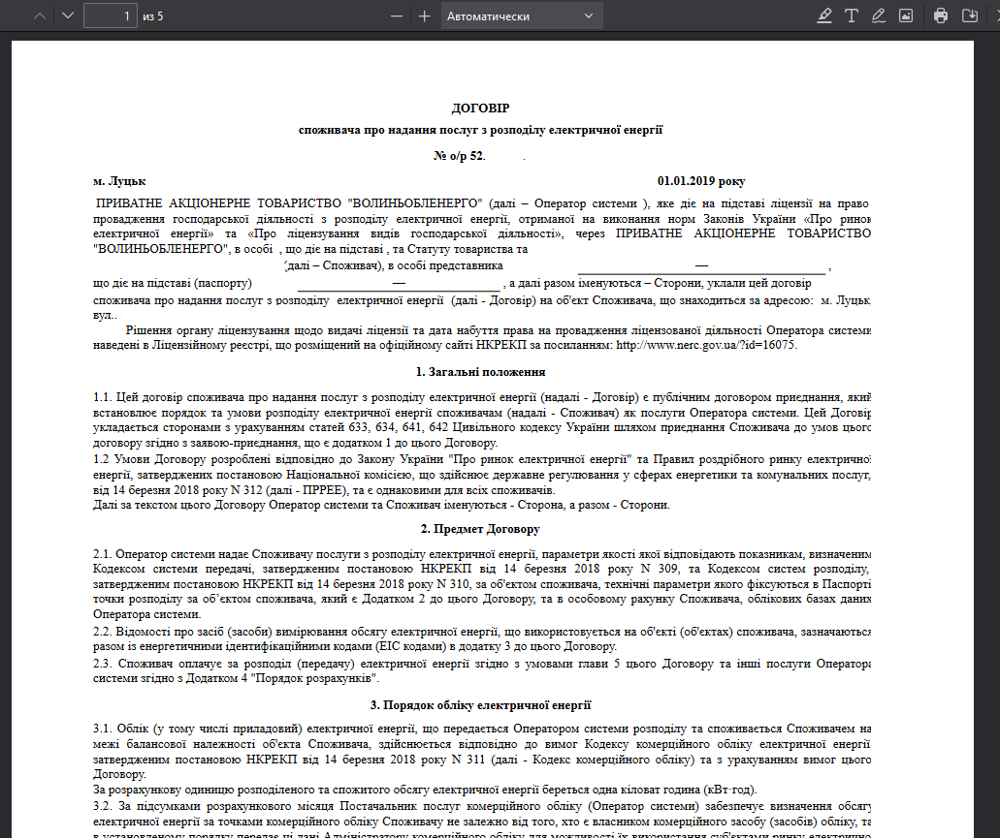 1 из 5
Автоматически
ДОГОВІР
споживача про надання послуг з розподілу електричної енергії
№ о/р 52. .
м. Луцьк 01.01.2019 року
ПРИВАТНЕ АКЦІОНЕРНЕ ТОВАРИСТВО "ВОЛИНЬОБЛЕНЕРГО" (далі – Оператор системи ), яке діє на підставі ліцензії на право
провадження господарської діяльності з розподілу електричної енергії, отриманої на виконання норм Законів України «Про ринок
електричної енергії» та «Про ліцензування видів господарської діяльності», через ПРИВАТНЕ АКЦІОНЕРНЕ ТОВАРИСТВО
"ВОЛИНЬОБЛЕНЕРГО", в особі , що діє на підставі , та Статуту товариства та
(далі – Споживач), в особі представника — ,
що діє на підставі (паспорту) — , а далі разом іменуються – Сторони, уклали цей договір
споживача про надання послуг з розподілу електричної енергії (далі - Договір) на об'єкт Споживача, що знаходиться за адресою: м. Луцьк
вул..
Рішення органу ліцензування щодо видачі ліцензії та дата набуття права на провадження ліцензованої діяльності Оператора системи
наведені в Ліцензійному реєстрі, що розміщений на офіційному сайті НКРЕКП за посиланням: http://www.nerc.gov.ua/?id=16075.
1. Загальні положення
1.1. Цей договір споживача про надання послуг з розподілу електричної енергії (надалі - Договір) є публічним договором приєднання, який
встановлює порядок та умови розподілу електричної енергії споживачам (надалі - Споживач) як послуги Оператора системи. Цей Договір
укладається сторонами з урахуванням статей 633, 634, 641, 642 Цивільного кодексу України шляхом приєднання Споживача до умов цього
договору згідно з заявою-приєднання, що є додатком 1 до цього Договору.
1.2 Умови Договору розроблені відповідно до Закону України "Про ринок електричної енергії" та Правил роздрібного ринку електричної
енергії, затверджених постановою Національної комісією, що здійснює державне регулювання у сферах енергетики та комунальних послуг,
від 14 березня 2018 року N 312 (далі - ПРРЕЕ), та є однаковими для всіх споживачів.
Далі за текстом цього Договору Оператор системи та Споживач іменуються - Сторона, а разом - Сторони.
2. Предмет Договору
2.1. Оператор системи надає Споживачу послуги з розподілу електричної енергії, параметри якості якої відповідають показникам, визначеним
Кодексом системи передачі, затвердженим постановою НКРЕКП від 14 березня 2018 року N 309, та Кодексом систем розподілу,
затвердженим постановою НКРЕКП від 14 березня 2018 року N 310, за об'єктом споживача, технічні параметри якого фіксуються в Паспорті
точки розподілу за об’єктом споживача, який є Додатком 2 до цього Договору, та в особовому рахунку Споживача, облікових базах даних
Оператора системи.
2.2. Відомості про засіб (засоби) вимірювання обсягу електричної енергії, що використовується на об'єкті (об'єктах) споживача, зазначаються
разом із енергетичними ідентифікаційними кодами (ЕІС кодами) в додатку 3 до цього Договору.
2.3. Споживач оплачує за розподіл (передачу) електричної енергії згідно з умовами глави 5 цього Договору та інші послуги Оператора
системи згідно з Додатком 4 "Порядок розрахунків".
3. Порядок обліку електричної енергії
3.1. Облік (у тому числі приладовий) електричної енергії, що передається Оператором системи розподілу та споживається Споживачем на
межі балансової належності об'єкта Споживача, здійснюється відповідно до вимог Кодексу комерційного обліку електричної енергії
затвердженим постановою НКРЕКП від 14 березня 2018 року N 311 (далі - Кодекс комерційного обліку) та з урахуванням вимог цього
Договору.
За розрахункову одиницю розподіленого та спожитого обсягу електричної енергії береться одна кіловат година (кВт·год).
3.2. За підсумками розрахункового місяця Постачальник послуг комерційного обліку (Оператор системи) забезпечує визначення обсягу
електричної енергії за точками комерційного обліку Споживачу не залежно від того, хто є власником комерційного засобу (засобів) обліку, та
в установленому порядку передає ці дані Адміністратору комерційного обліку для можливості їх використання суб'єктами ринку електричної